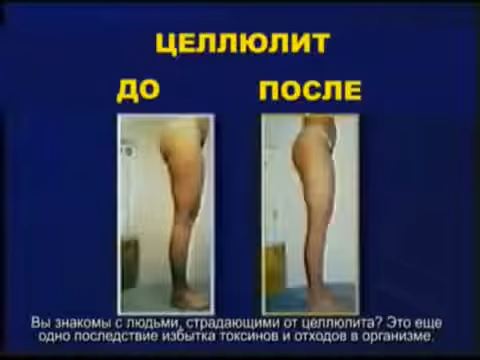 ЦЕЛЛЮЛИТ
ДО
ПОСЛЕ
Вы знакомы с людьми, страдающими от целлюлита? Это еще
одно последствие избытка токсинов и отходов в организме.